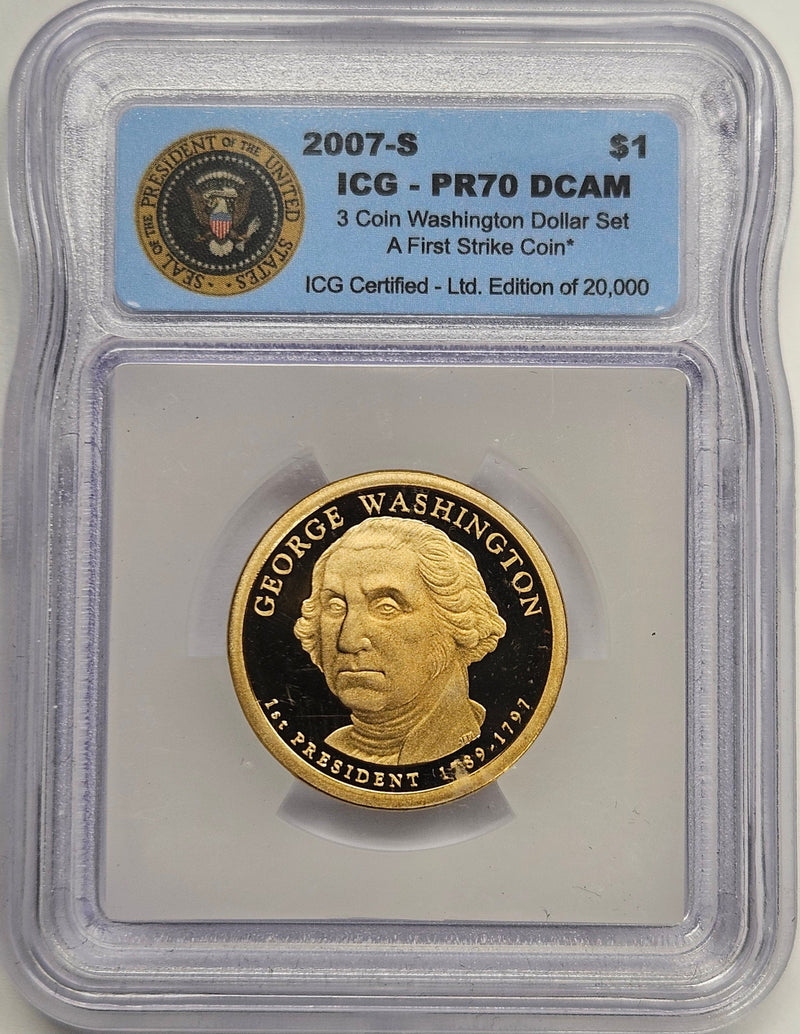 SEAL OF THE PRESIDENT OF THE UNITED STATES
2007-S $1
ICG - PR70 DCAM
3 Coin Washington Dollar Set
A First Strike Coin*
ICG Certified - Ltd. Edition of 20,000
GEORGE WASHINGTON
1st PRESIDENT 1789-1797